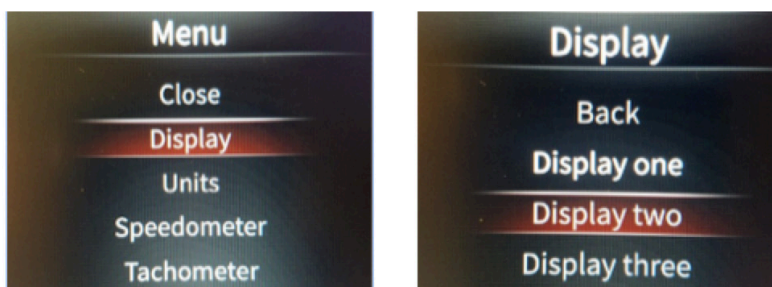 Menu
Close
Display
Units
Speedometer
Tachometer
Display
Back
Display one
Display two
Display three